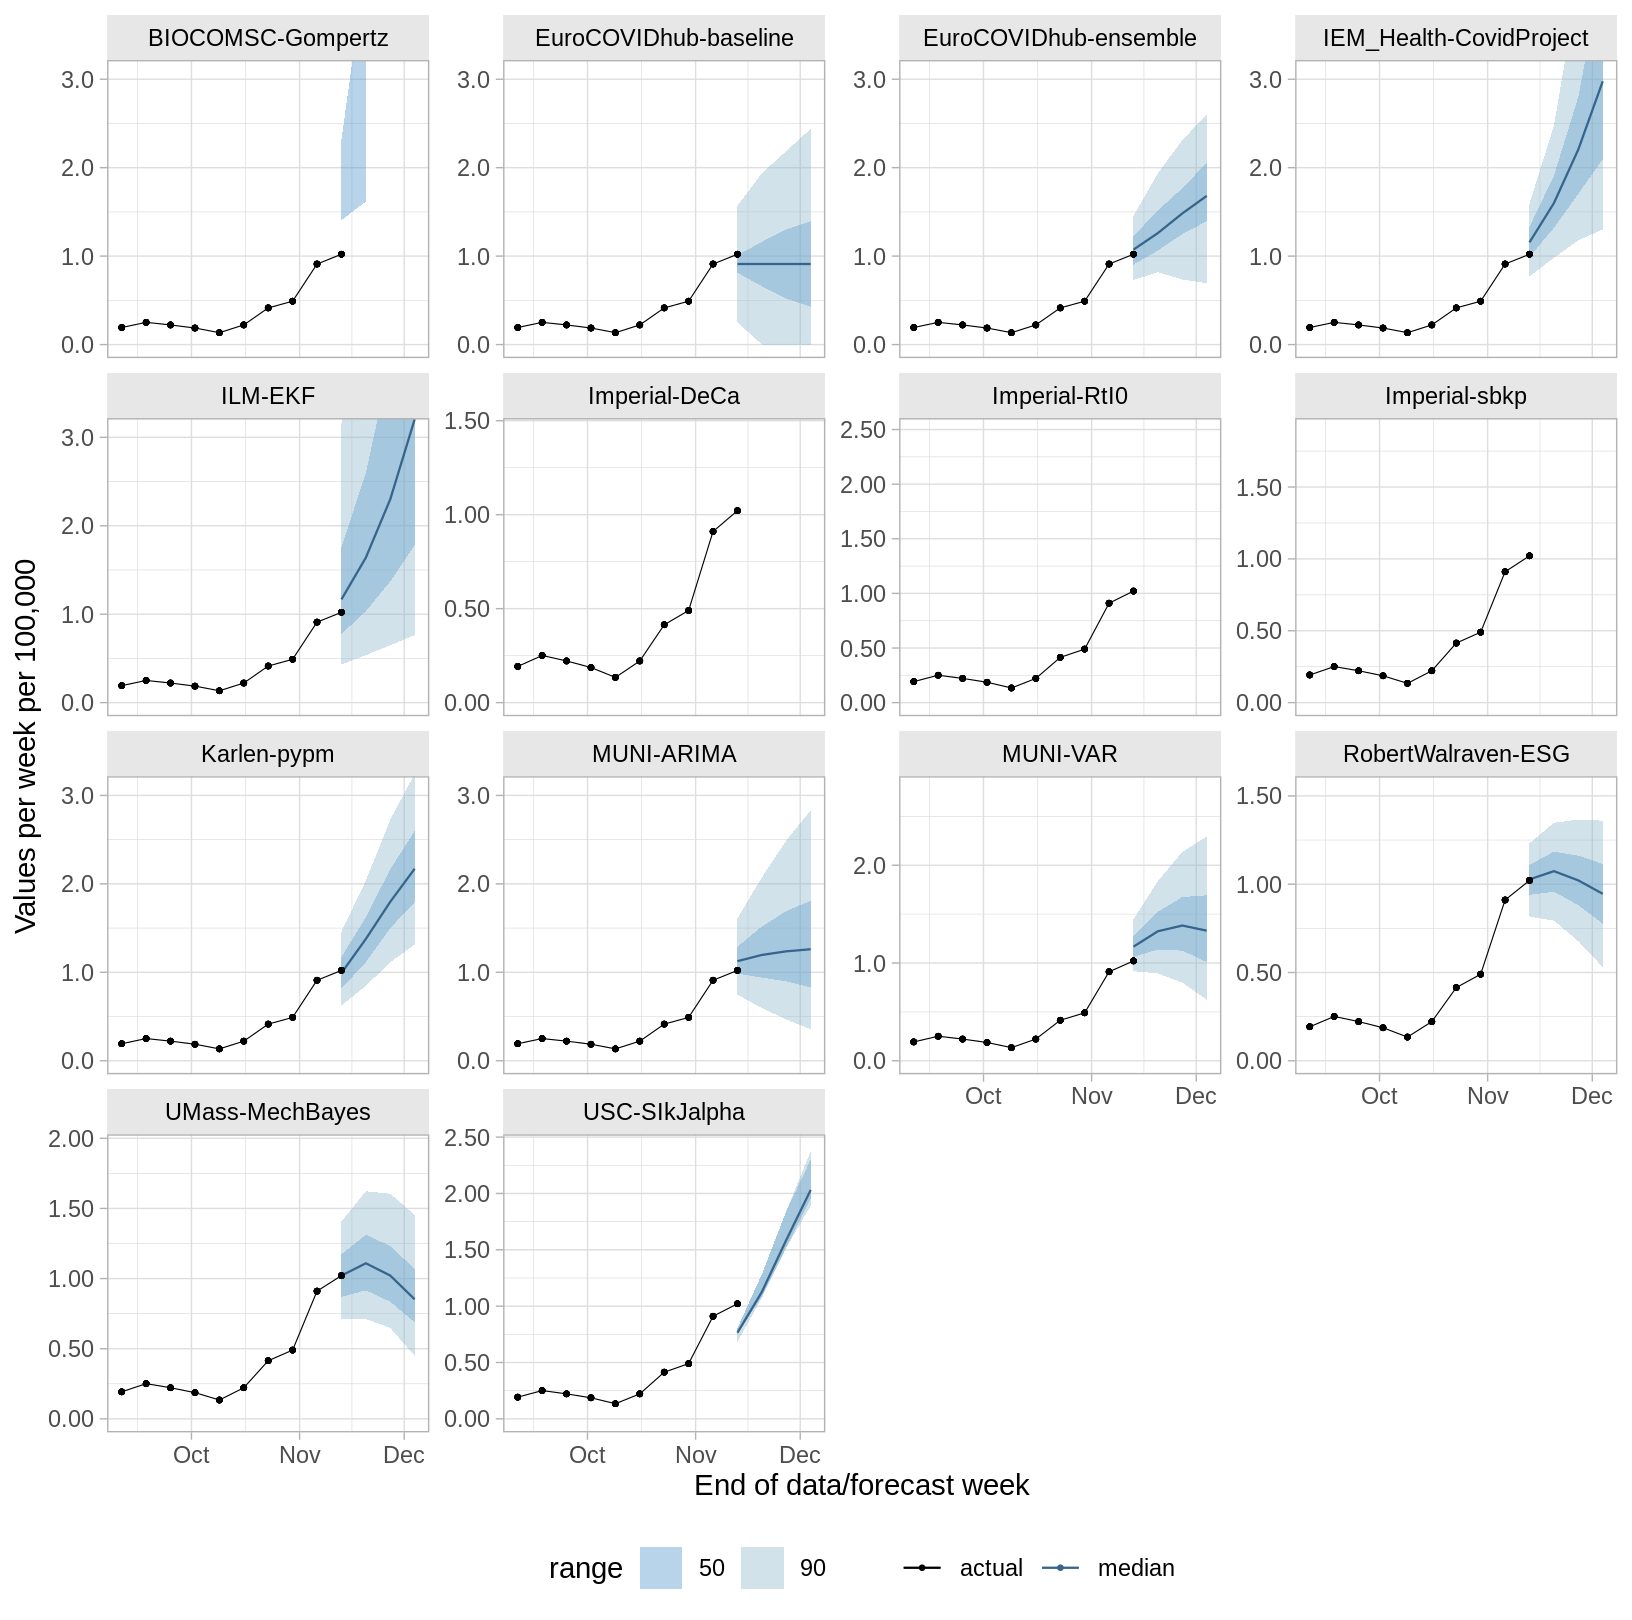 BIOCOMSC-Gompertz EuroCOVIDhub-baseline EuroCOVIDhub-ensemble IEM_Health-CovidProject
3.0 3.0 3.0 3.0
2.0 2.0 2.0 2.0
1.0 1.0 1.0 1.0
0.0 0.0 0.0 0.0
ILM-EKF Imperial-DeCa Imperial-RtI0 Imperial-sbkp
3.0 1.50 2.50 1.50
2.0 1.00 2.00 1.00
1.0 0.50 1.50 0.50
0.0 0.00 1.00 0.00
0.50
0.00
Values per week per 100,000
Karlen-pypm MUNI-ARIMA MUNI-VAR RobertWalraven-ESG
3.0 3.0 2.0 1.50
2.0 2.0 1.0 1.00
1.0 1.0 0.0 0.50
0.0 0.0 0.00
Oct Nov Dec Oct Nov Dec
UMass-MechBayes USC-SIkJalpha
2.00 2.50
1.50 2.00
1.00 1.50
0.50 1.00
0.00 0.50
0.00
Oct Nov Dec Oct Nov Dec
End of data/forecast week
range 50 90 actual median